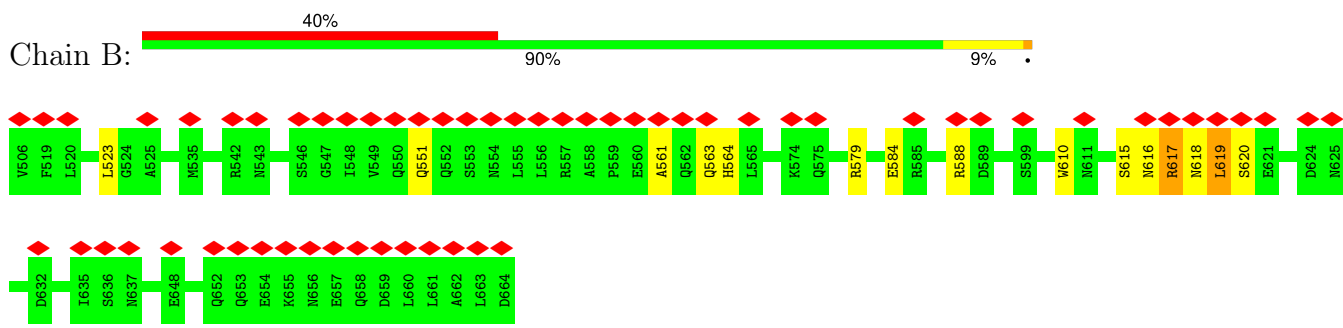 40%
Chain B:
90% 9% •
V506 F519 L520 L523 G524 A525 M535 R542 N543 S546 G547 I548 V549 Q550 Q551 Q552 S553 N554 L555 L556 R557 A558 P559 E560 A561 Q562 Q563 H564 L565 K574 Q575 R579 E584 R585 R588 D589 S599 W610 N611 S615 N616 R617 N618 L619 S620 E621 D624 N625
D632 I635 S636 N637 E648 Q652 Q653 E654 K655 N656 E657 Q658 D659 L660 L661 A662 L663 D664